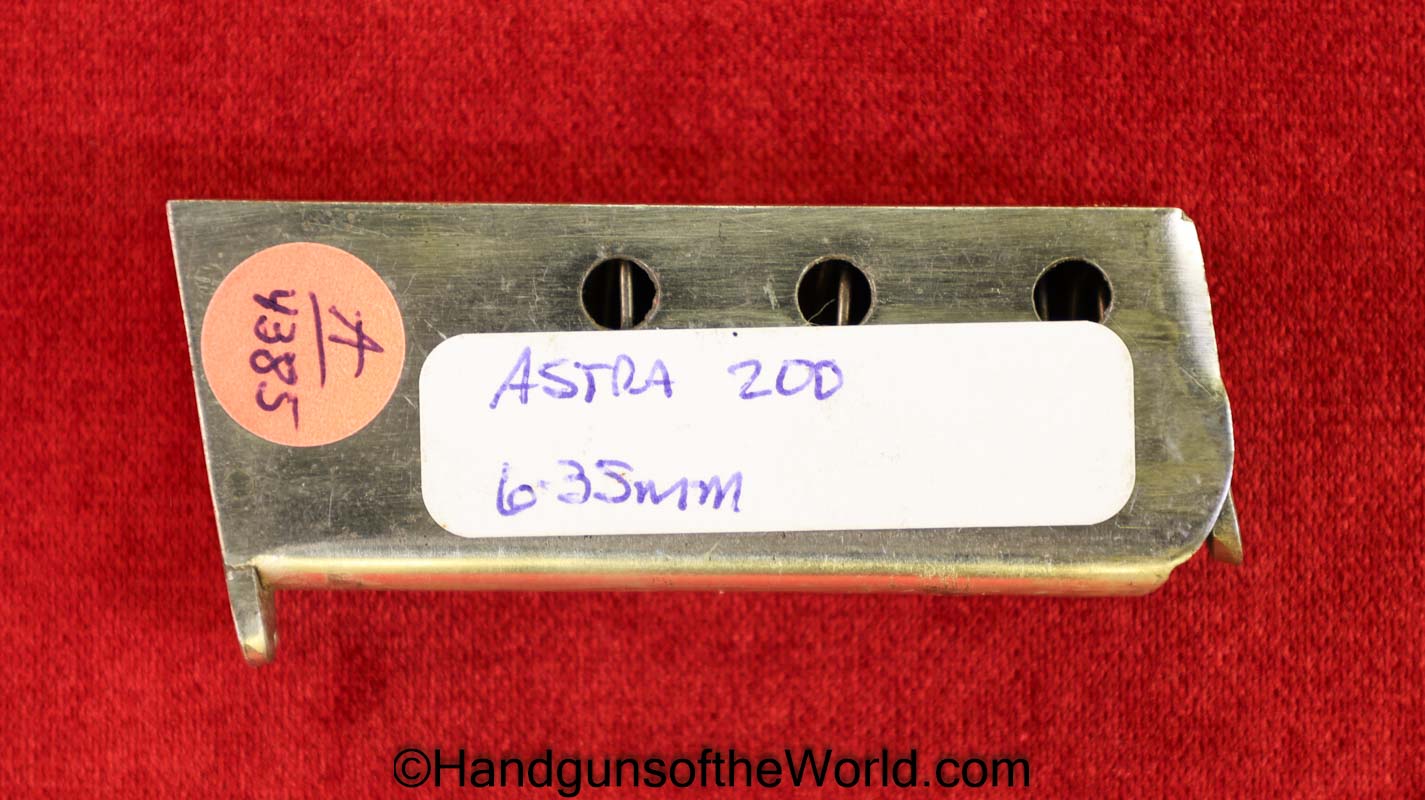 A
4385
ASTRA 200
6.35mm
©HandgunsoftheWorld.com